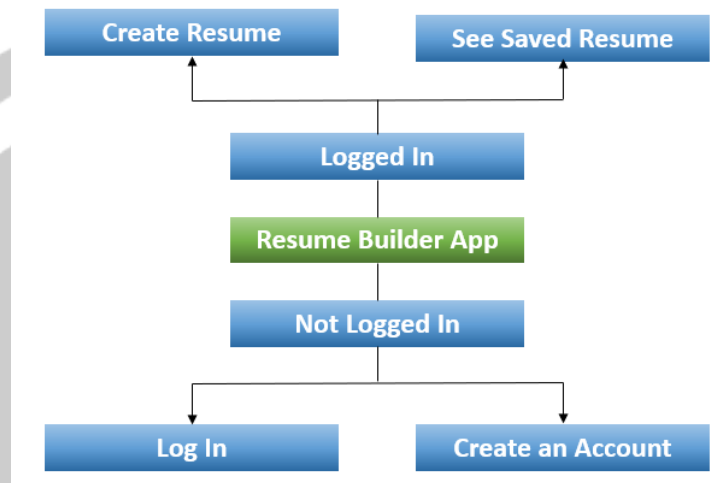 Create Resume
See Saved Resume
Logged In
Resume Builder App
Not Logged In
Log In
Create an Account